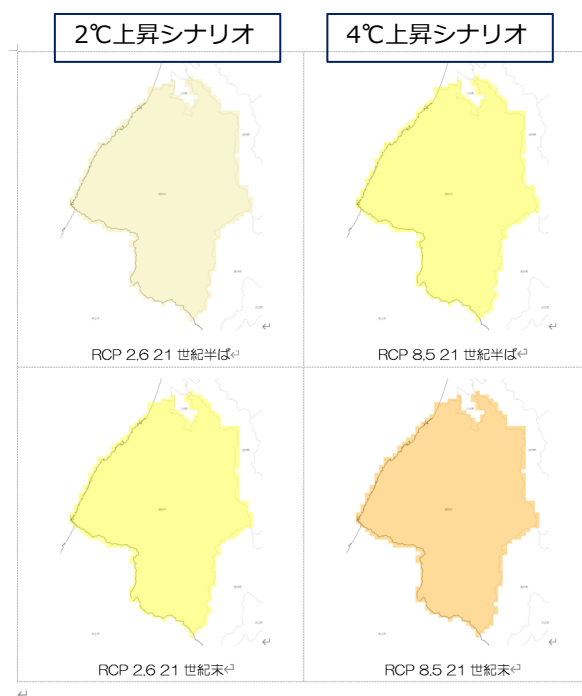 2℃上昇シナリオ
4℃上昇シナリオ
RCP 2.6 21 世紀半ば
RCP 8.5 21 世紀半ば
RCP 2.6 21 世紀末
RCP 8.5 21 世紀末